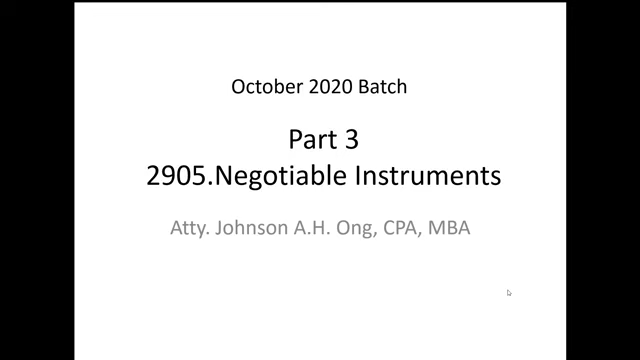 October 2020 Batch
Part 3
2905.Negotiable Instruments
Atty. Johnson A.H. Ong, CPA, MBA